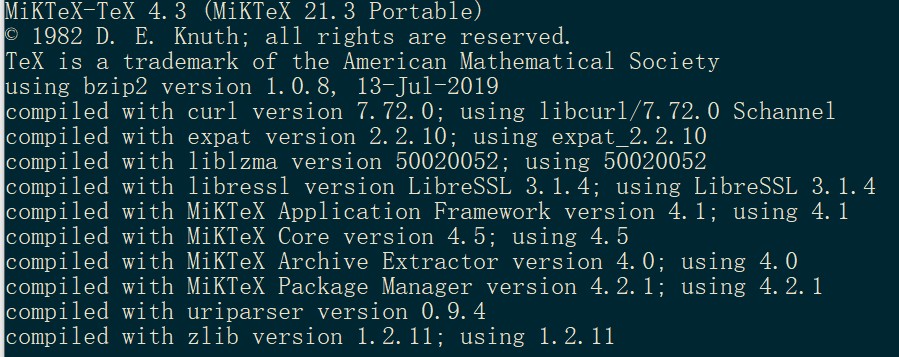 MiKTeX-TeX 4.3 (MiKTeX 21.3 Portable)
© 1982 D. E. Knuth; all rights are reserved.
TeX is a trademark of the American Mathematical Society
using bzip2 version 1.0.8, 13-Jul-2019
compiled with curl version 7.72.0; using libcurl/7.72.0 Schannel
compiled with expat version 2.2.10; using expat_2.2.10
compiled with liblzma version 50020052; using 50020052
compiled with libressl version LibreSSL 3.1.4; using LibreSSL 3.1.4
compiled with MiKTeX Application Framework version 4.1; using 4.1
compiled with MiKTeX Core version 4.5; using 4.5
compiled with MiKTeX Archive Extractor version 4.0; using 4.0
compiled with MiKTeX Package Manager version 4.2.1; using 4.2.1
compiled with uriparser version 0.9.4
compiled with zlib version 1.2.11; using 1.2.11